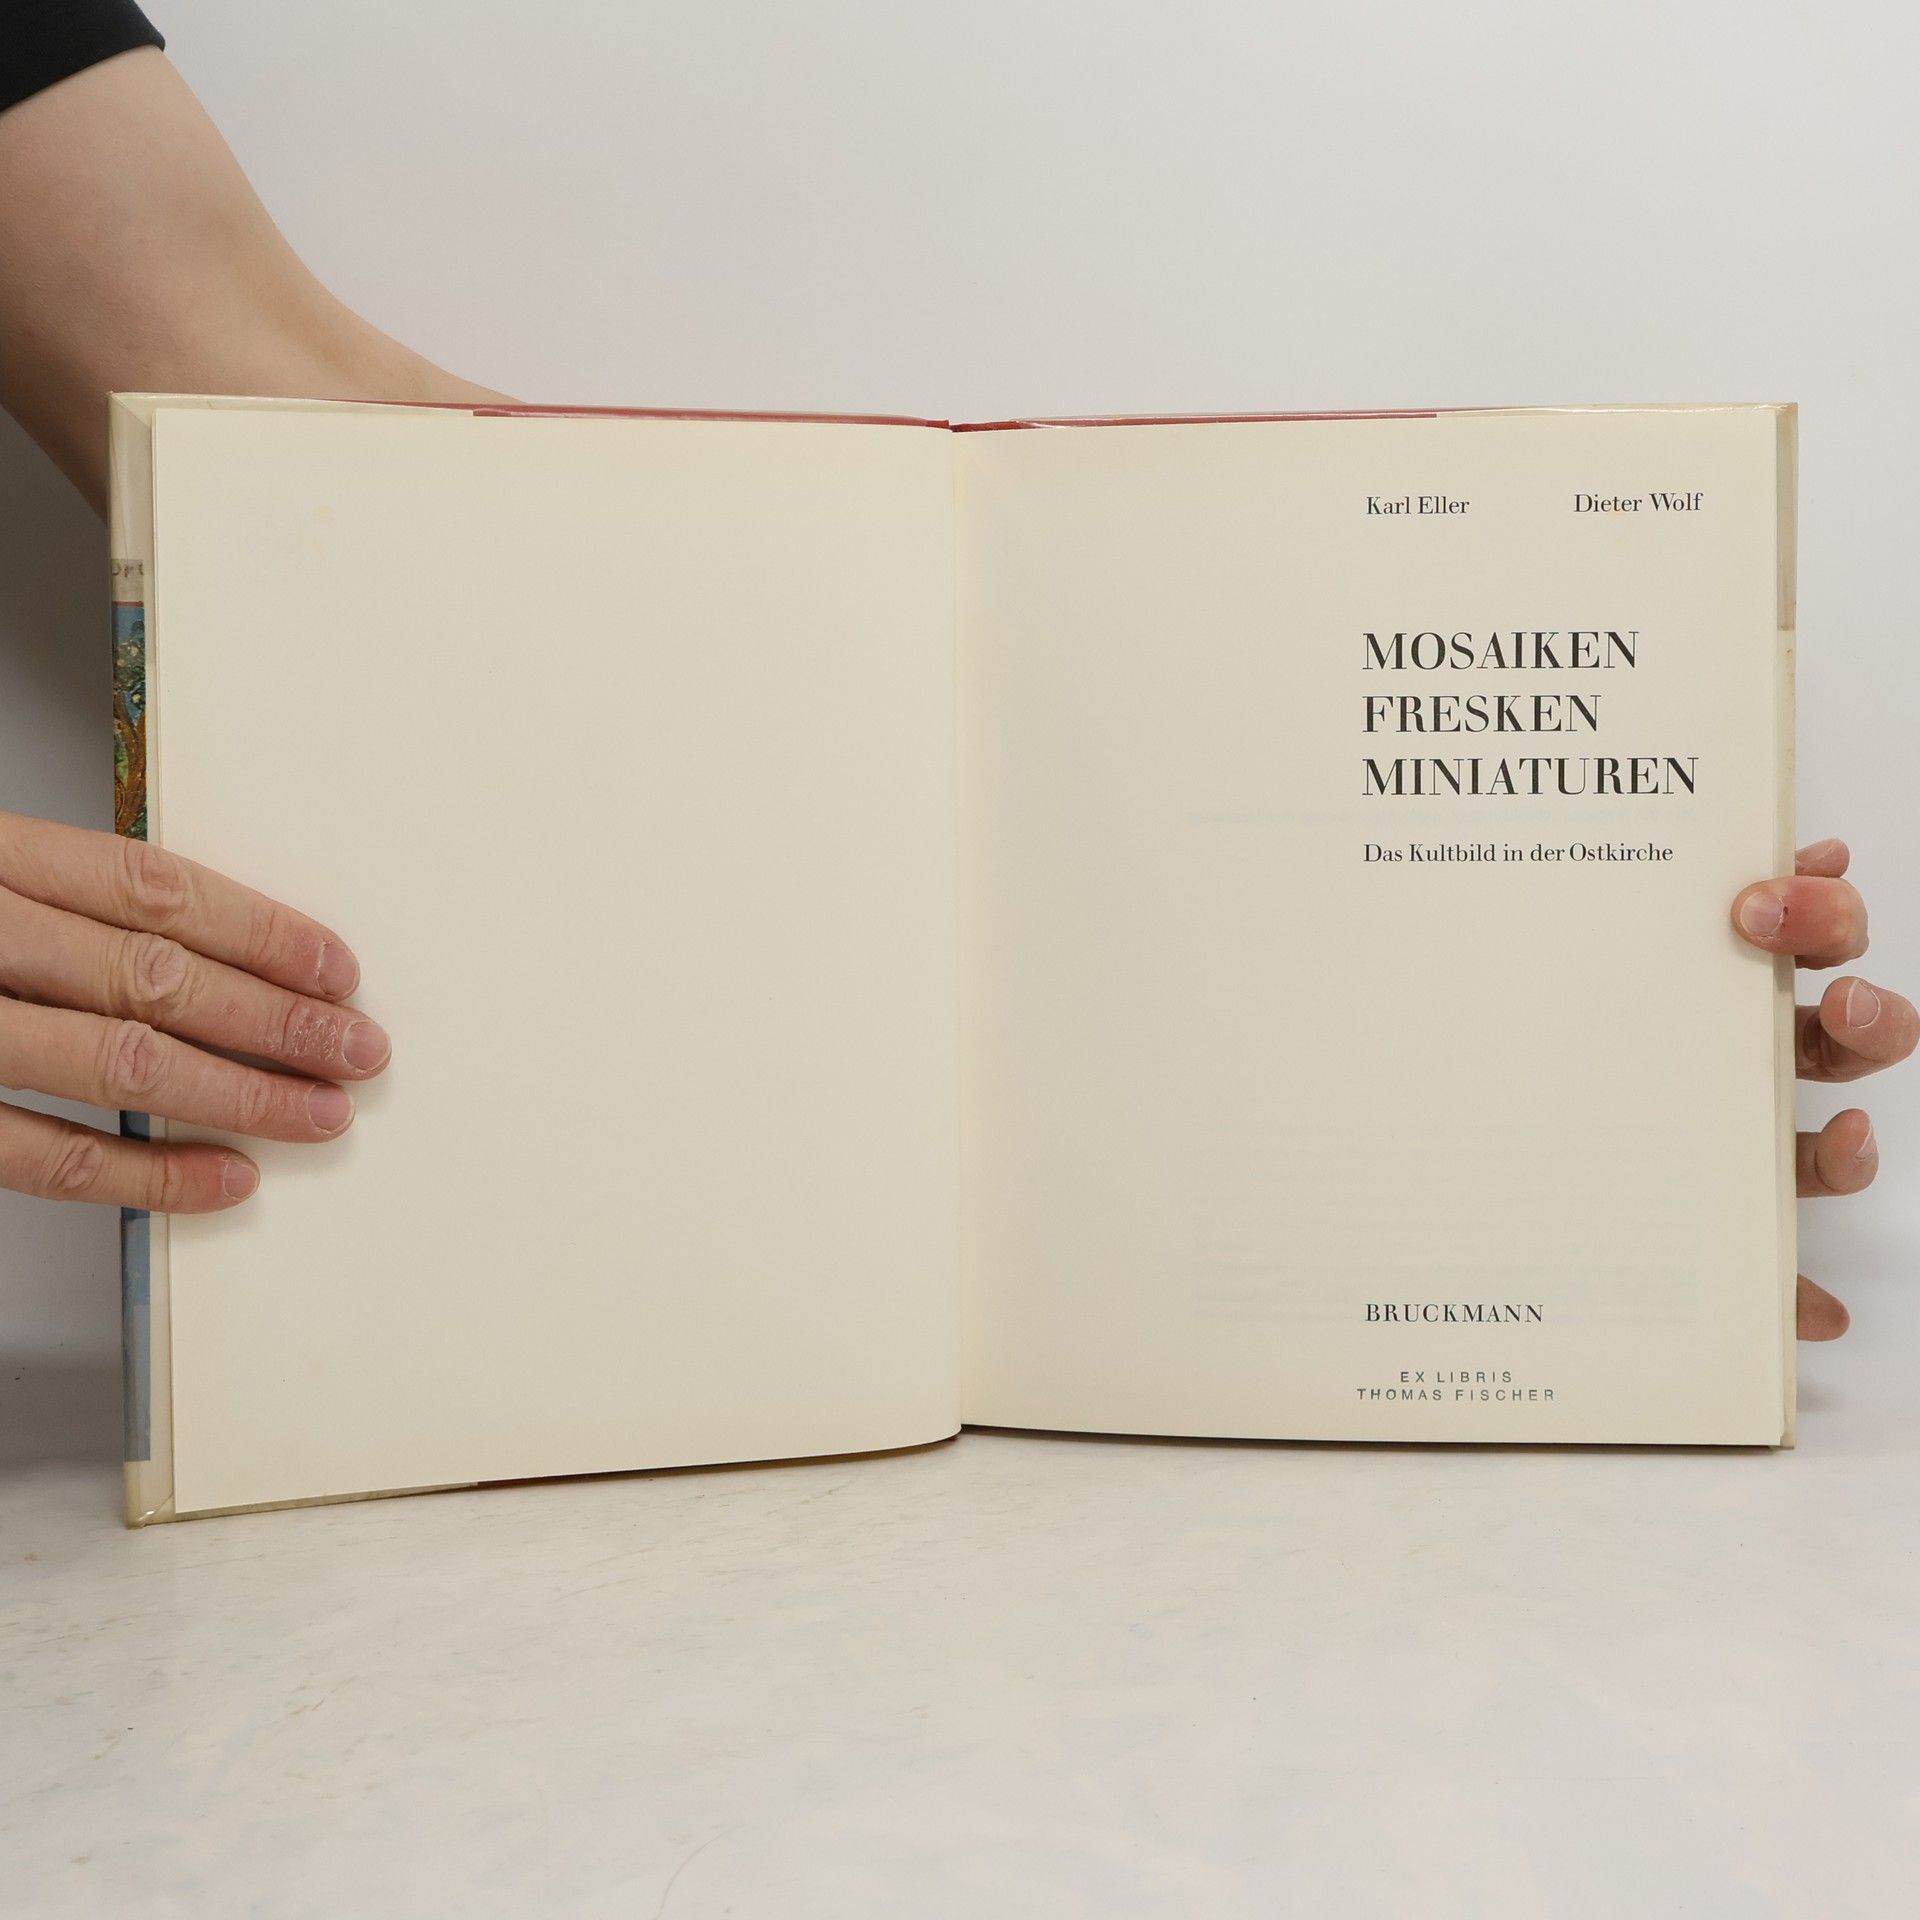 Karl Eller Dieter Wolf
MOSAIKEN
FRESKEN
MINIATUREN
Das Kultbild in der Ostkirche
BRUCKMANN
EX LIBRIS
THOMAS FISCHER